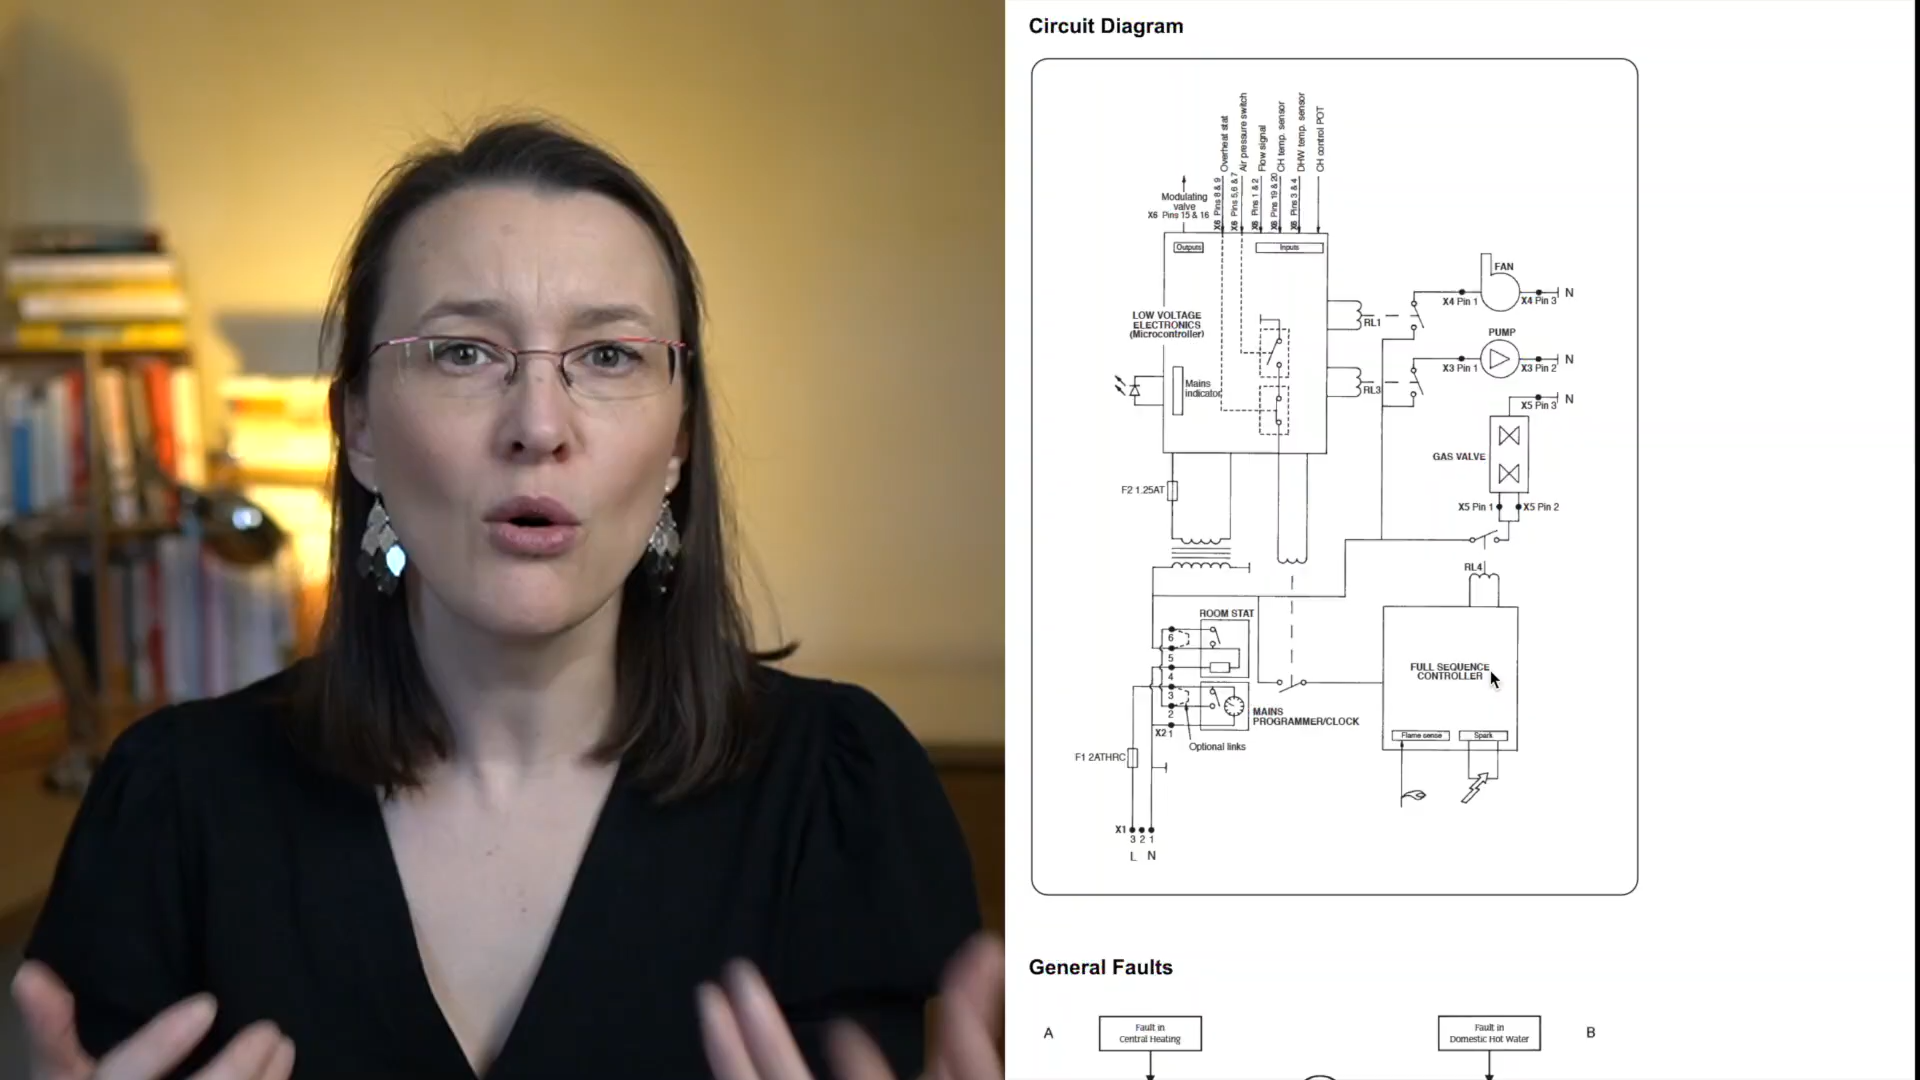 Circuit Diagram
Overheat stat
Air pressure switch
Flow signal
CH temp. sensor
DHW temp. sensor
CH control POT
X6 Pins 8 & 9
X6 Pins 5,6 & 7
X6 Pins 1 & 2
X6 Pins 19 & 20
X6 Pins 3 & 4
Modulating
valve
X6 Pins 15 & 16
Outputs
Inputs
FAN
X4 Pin 1
X4 Pin 3
N
LOW VOLTAGE
ELECTRONICS
(Microcontroller)
RL1
PUMP
X3 Pin 1
X3 Pin 2
N
Mains
indicator
RL3
X5 Pin 3
N
GAS VALVE
F2 1.25AT
X5 Pin 1
X5 Pin 2
RL4
ROOM STAT
6
5
4
3
2
X2 1
FULL SEQUENCE
CONTROLLER
MAINS
PROGRAMMER/CLOCK
Optional links
Flame sense
Spark
F1 2ATHRC
X1
3 2 1
L N
General Faults
A
Fault in
Central Heating
Fault in
Domestic Hot Water
B